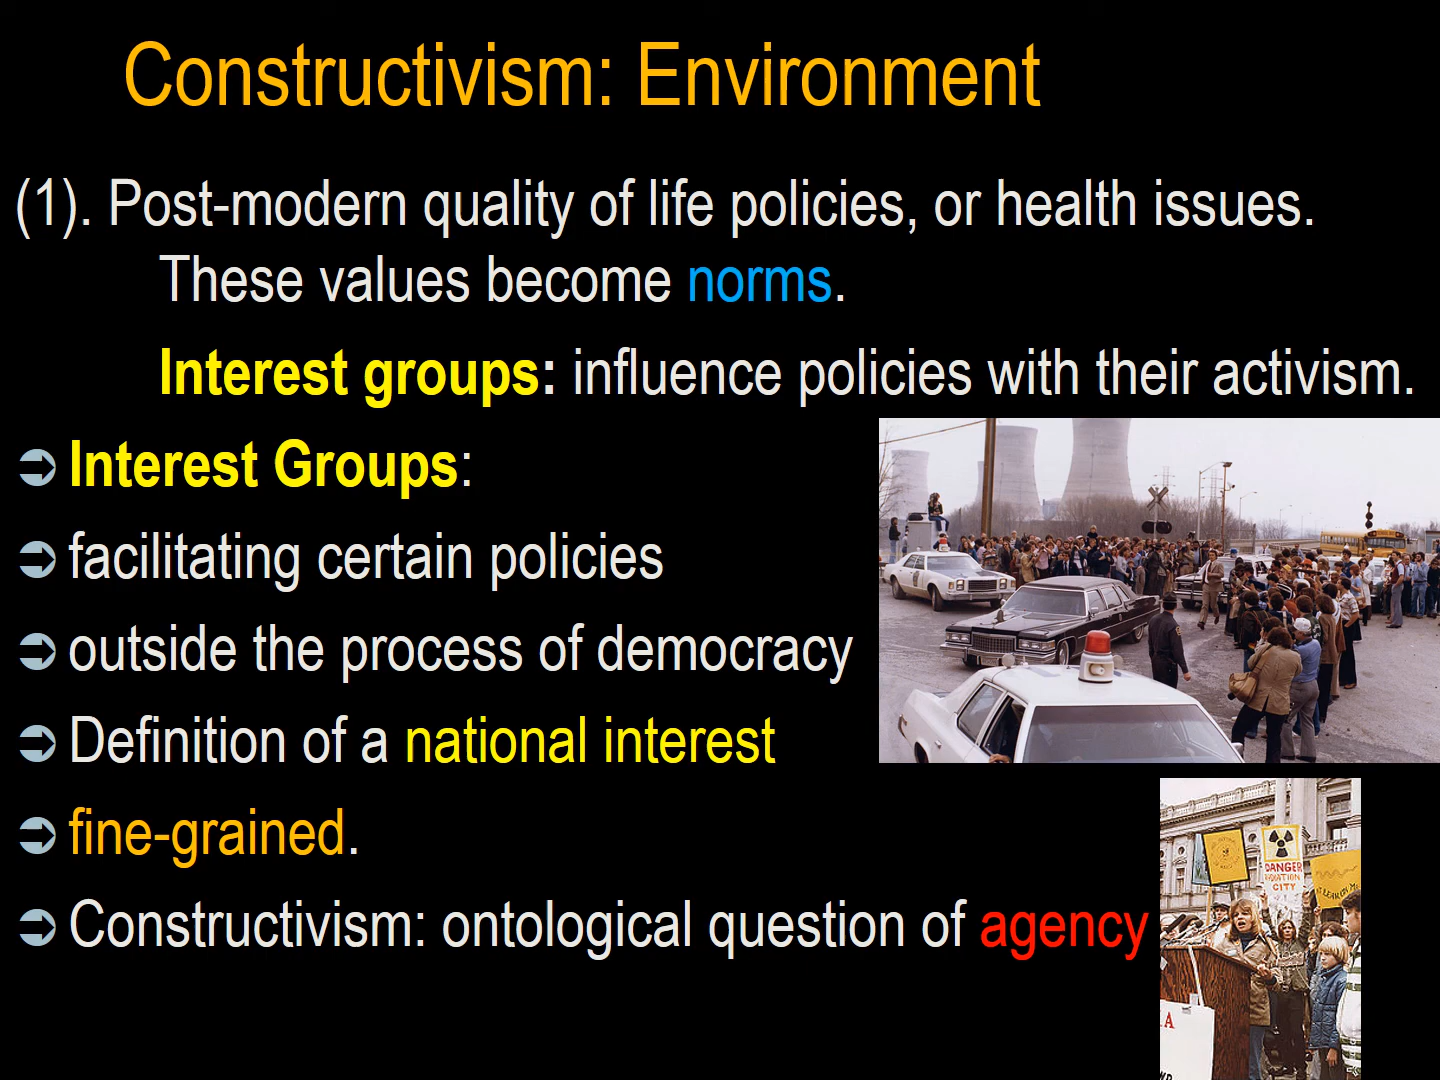 Constructivism: Environment
(1). Post-modern quality of life policies, or health issues.
These values become norms.
Interest groups: influence policies with their activism.
Interest Groups:
facilitating certain policies
outside the process of democracy
Definition of a national interest
fine-grained.
Constructivism: ontological question of agency
DANGER
RADIATION
CITY
A